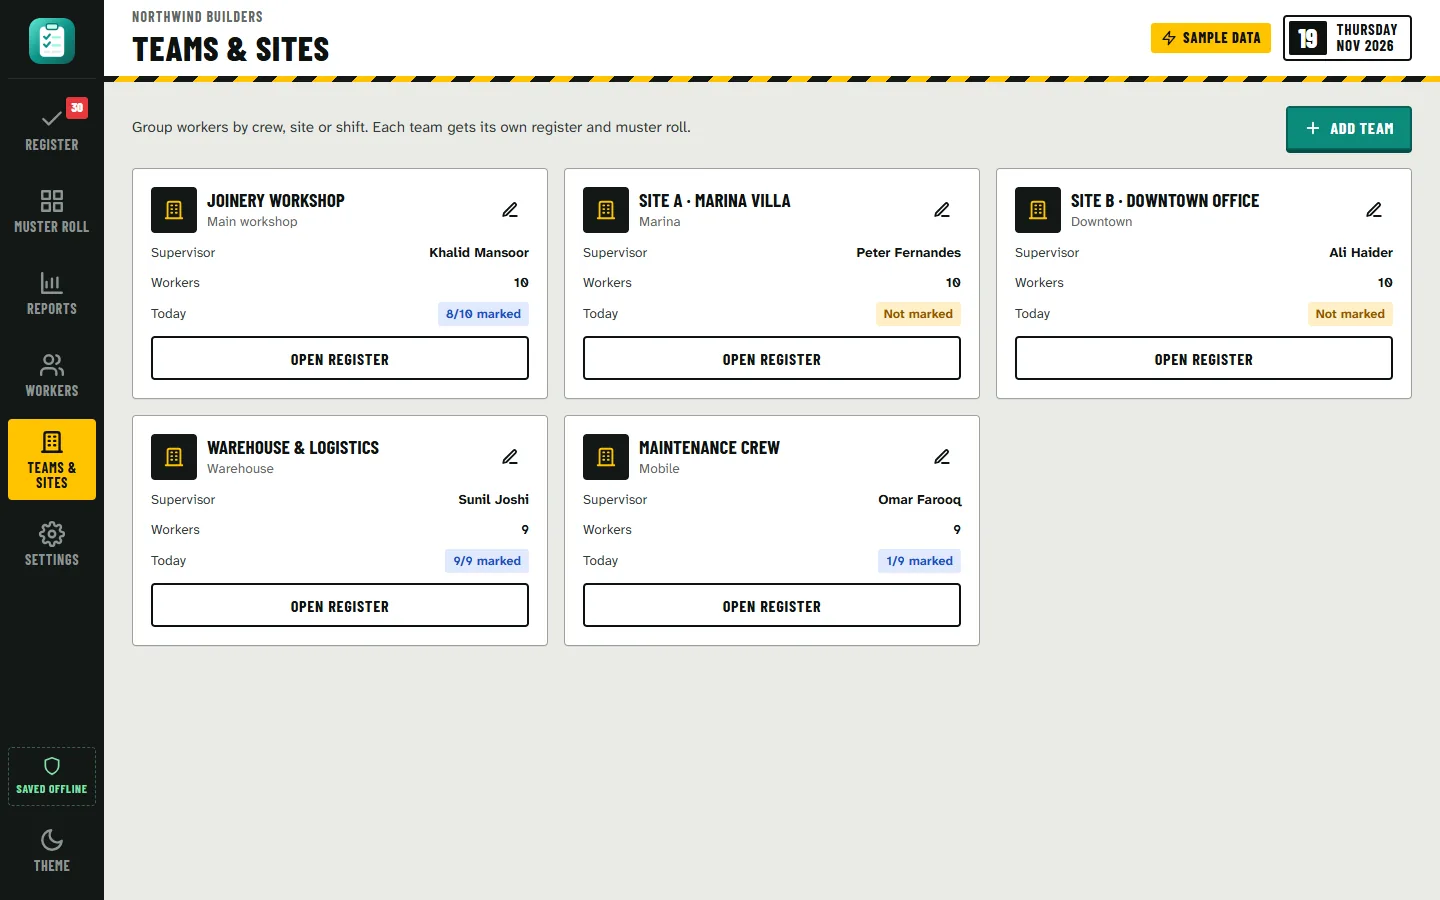 NORTHWIND BUILDERS
TEAMS & SITES
SAMPLE DATA
19
THURSDAY
NOV 2026
30
REGISTER
MUSTER ROLL
REPORTS
WORKERS
TEAMS &
SITES
SETTINGS
SAVED OFFLINE
THEME
Group workers by crew, site or shift. Each team gets its own register and muster roll.
+ ADD TEAM
JOINERY WORKSHOP
Main workshop
Supervisor Khalid Mansoor
Workers 10
Today 8/10 marked
OPEN REGISTER
SITE A · MARINA VILLA
Marina
Supervisor Peter Fernandes
Workers 10
Today Not marked
OPEN REGISTER
SITE B · DOWNTOWN OFFICE
Downtown
Supervisor Ali Haider
Workers 10
Today Not marked
OPEN REGISTER
WAREHOUSE & LOGISTICS
Warehouse
Supervisor Sunil Joshi
Workers 9
Today 9/9 marked
OPEN REGISTER
MAINTENANCE CREW
Mobile
Supervisor Omar Farooq
Workers 9
Today 1/9 marked
OPEN REGISTER